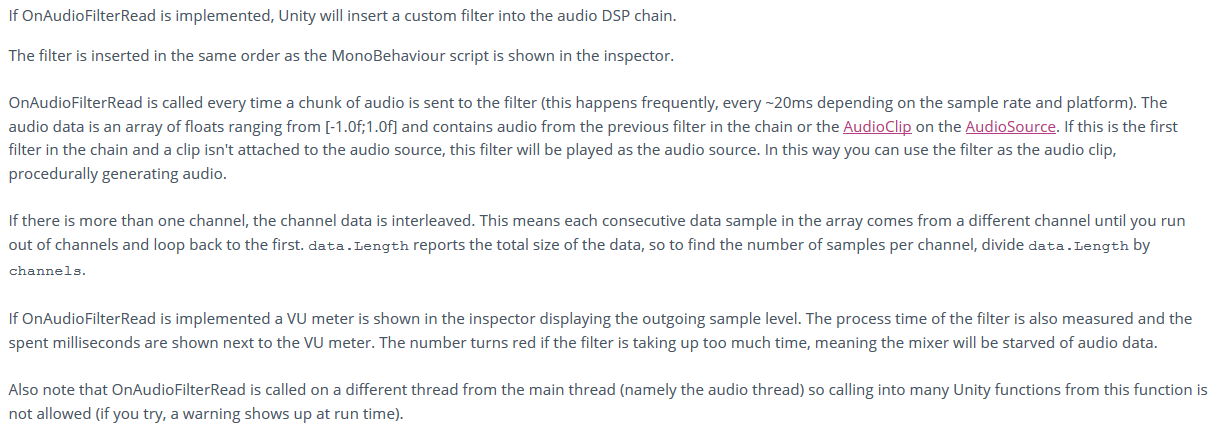 If OnAudioFilterRead is implemented, Unity will insert a custom filter into the audio DSP chain.
The filter is inserted in the same order as the MonoBehaviour script is shown in the inspector.
OnAudioFilterRead is called every time a chunk of audio is sent to the filter (this happens frequently, every ~20ms depending on the sample rate and platform). The
audio data is an array of floats ranging from [-1.0f;1.0f] and contains audio from the previous filter in the chain or the AudioClip on the AudioSource. If this is the first
filter in the chain and a clip isn't attached to the audio source, this filter will be played as the audio source. In this way you can use the filter as the audio clip,
procedurally generating audio.
If there is more than one channel, the channel data is interleaved. This means each consecutive data sample in the array comes from a different channel until you run
out of channels and loop back to the first. data.Length reports the total size of the data, so to find the number of samples per channel, divide data.Length by
channels.
If OnAudioFilterRead is implemented a VU meter is shown in the inspector displaying the outgoing sample level. The process time of the filter is also measured and the
spent milliseconds are shown next to the VU meter. The number turns red if the filter is taking up too much time, meaning the mixer will be starved of audio data.
Also note that OnAudioFilterRead is called on a different thread from the main thread (namely the audio thread) so calling into many Unity functions from this function is
not allowed (if you try, a warning shows up at run time).